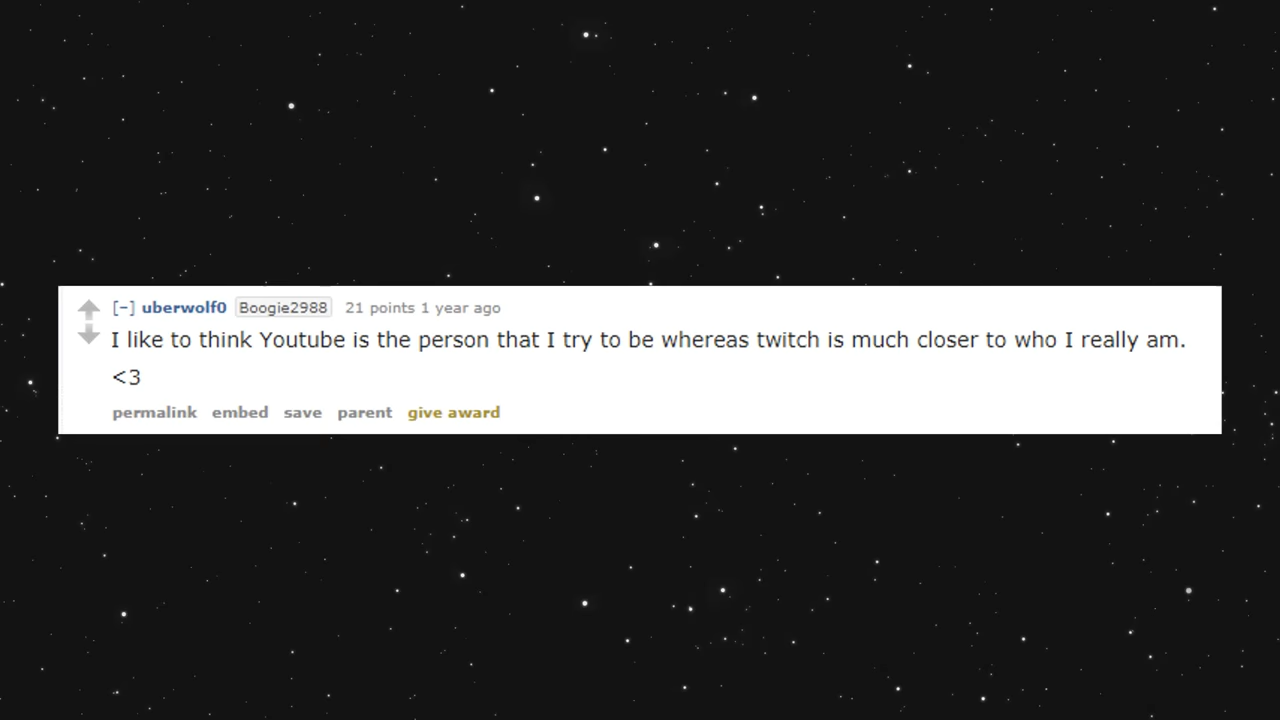 [–] uberwolf0 Boogie2988 21 points 1 year ago
I like to think Youtube is the person that I try to be whereas twitch is much closer to who I really am.
<3
permalink embed save parent give award